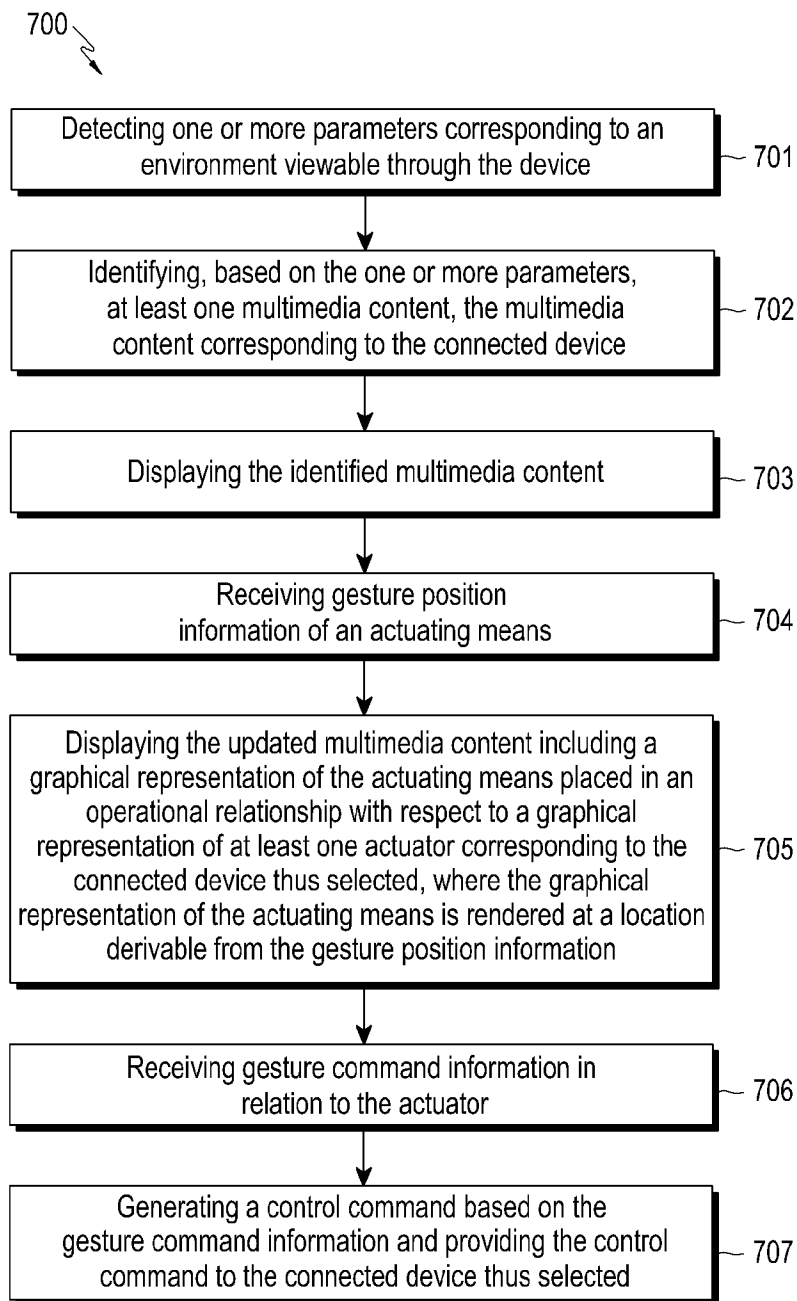 700
Detecting one or more parameters corresponding to an
environment viewable through the device
701
Identifying, based on the one or more parameters,
at least one multimedia content, the multimedia
content corresponding to the connected device
702
Displaying the identified multimedia content
703
Receiving gesture position
information of an actuating means
704
Displaying the updated multimedia content including a
graphical representation of the actuating means placed in an
operational relationship with respect to a graphical
representation of at least one actuator corresponding to the
connected device thus selected, where the graphical
representation of the actuating means is rendered at a location
derivable from the gesture position information
705
Receiving gesture command information in
relation to the actuator
706
Generating a control command based on the
gesture command information and providing the control
command to the connected device thus selected
707